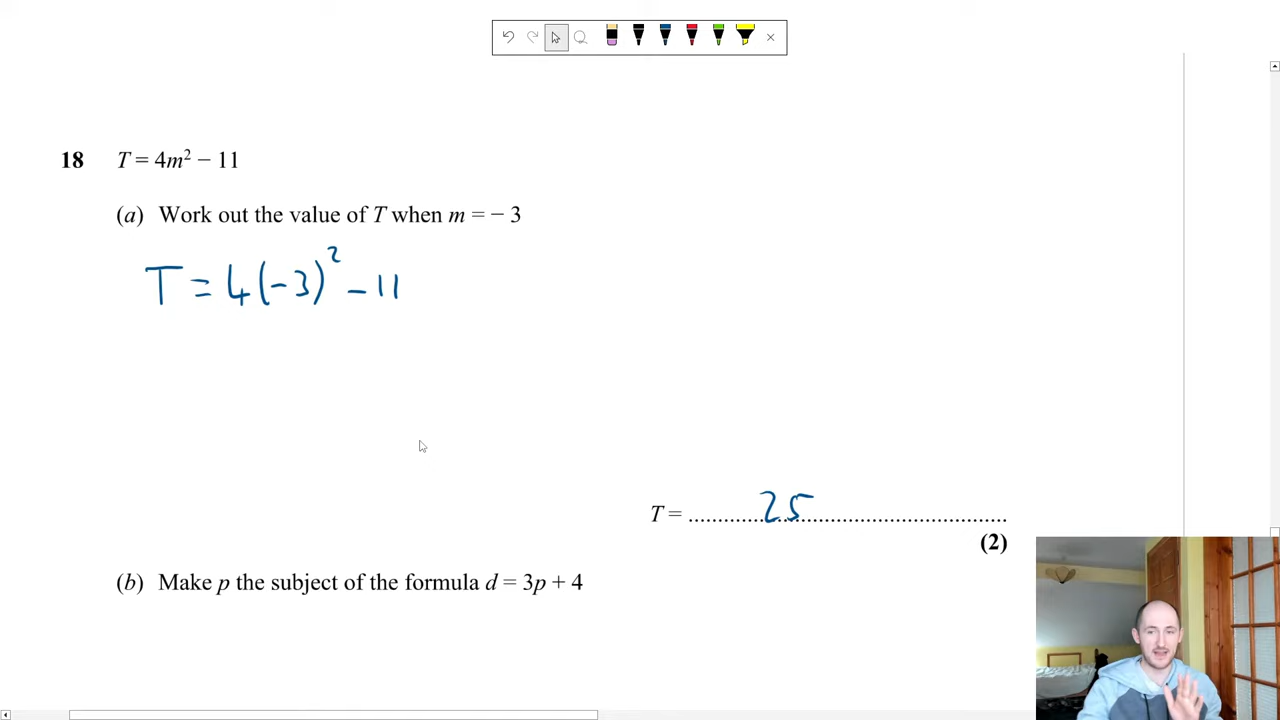 18 T = 4m² − 11
(a) Work out the value of T when m = − 3
T = 4(-3)² - 11
T = ........ 25 ........
(2)
(b) Make p the subject of the formula d = 3p + 4